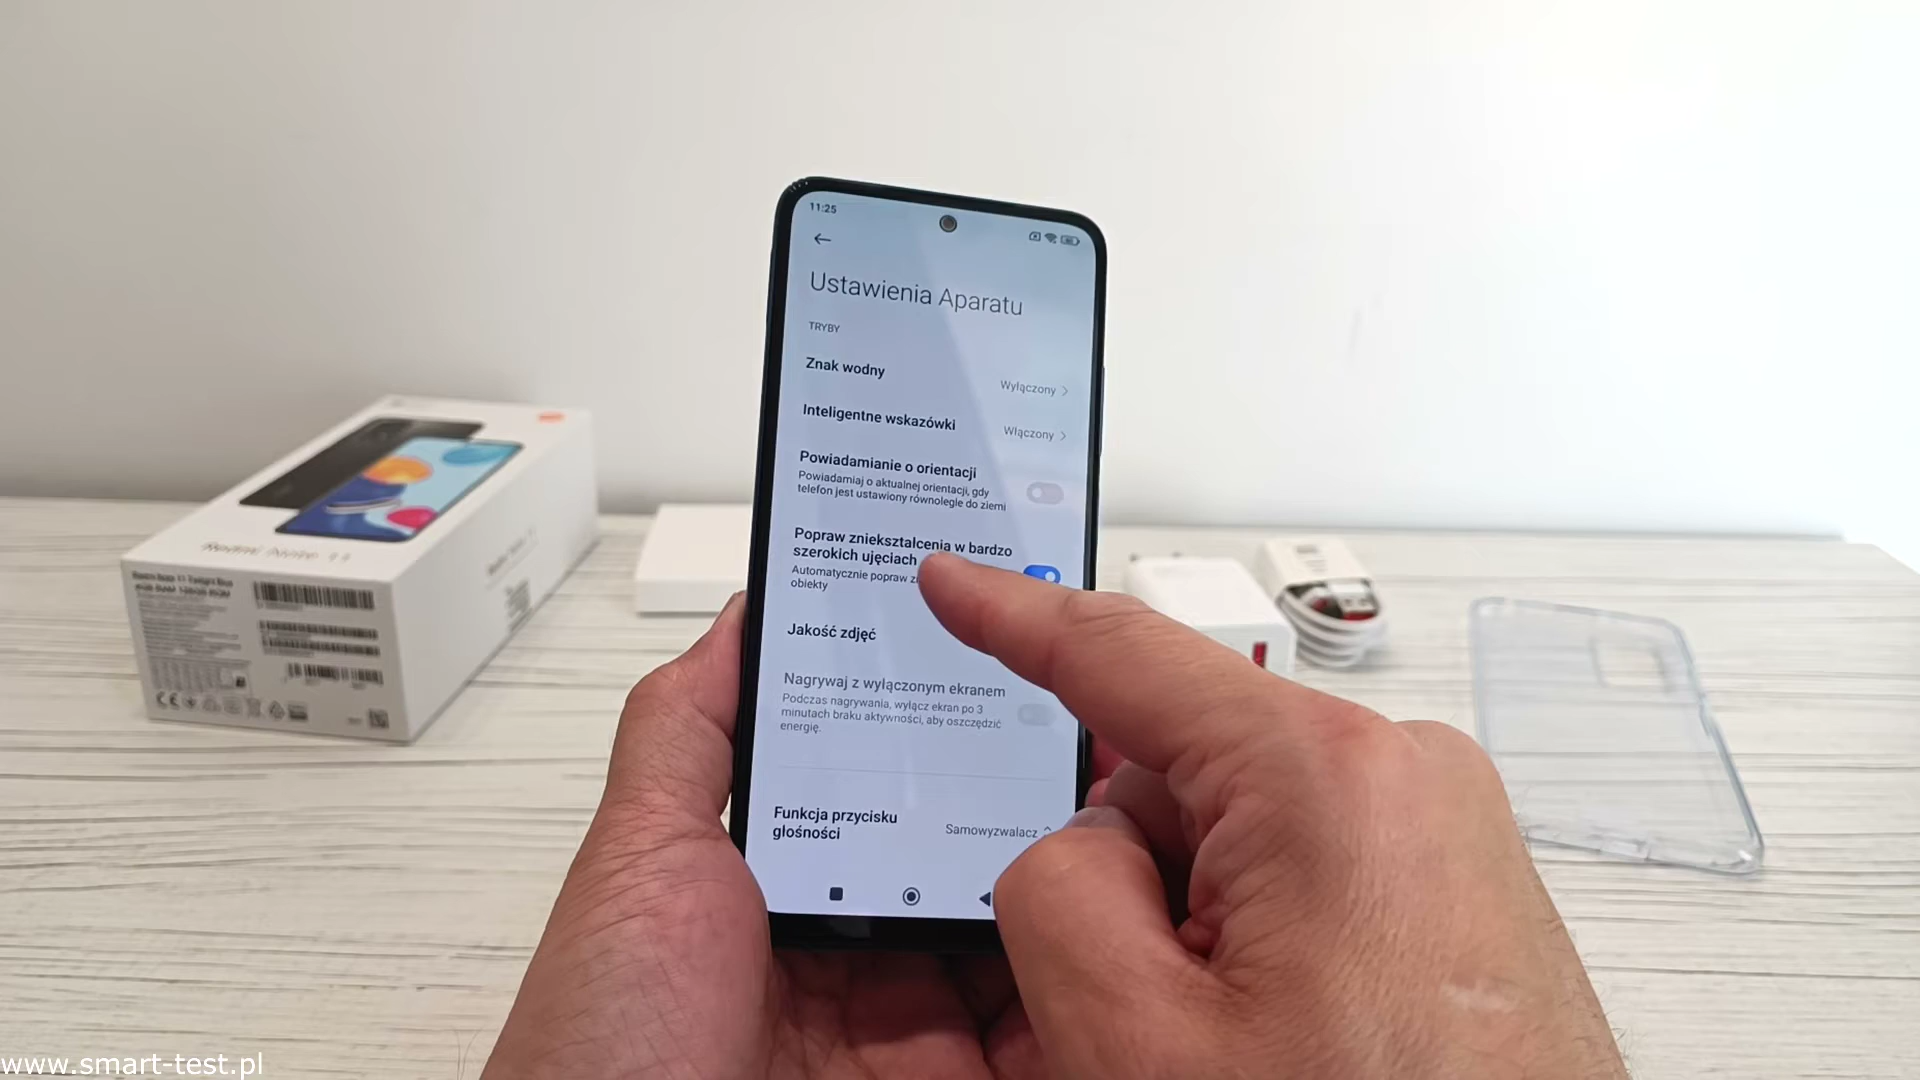 11:25
Ustawienia Aparatu
TRYBY
Znak wodny
Wyłączony
Inteligentne wskazówki
Włączony
Powiadamianie o orientacji
Powiadamiaj o aktualnej orientacji, gdy
telefon jest ustawiony równolegle do ziemi
Popraw zniekształcenia w bardzo
szerokich ujęciach
Automatycznie popraw
obiekty
Jakość zdjęć
Nagrywaj z wyłączonym ekranem
Podczas nagrywania, wyłącz ekran po 3
minutach braku aktywności, aby oszczędzić
energię.
Funkcja przycisku
głośności
Samowyzwalacz
Redmi Note 11
www.smart-test.pl